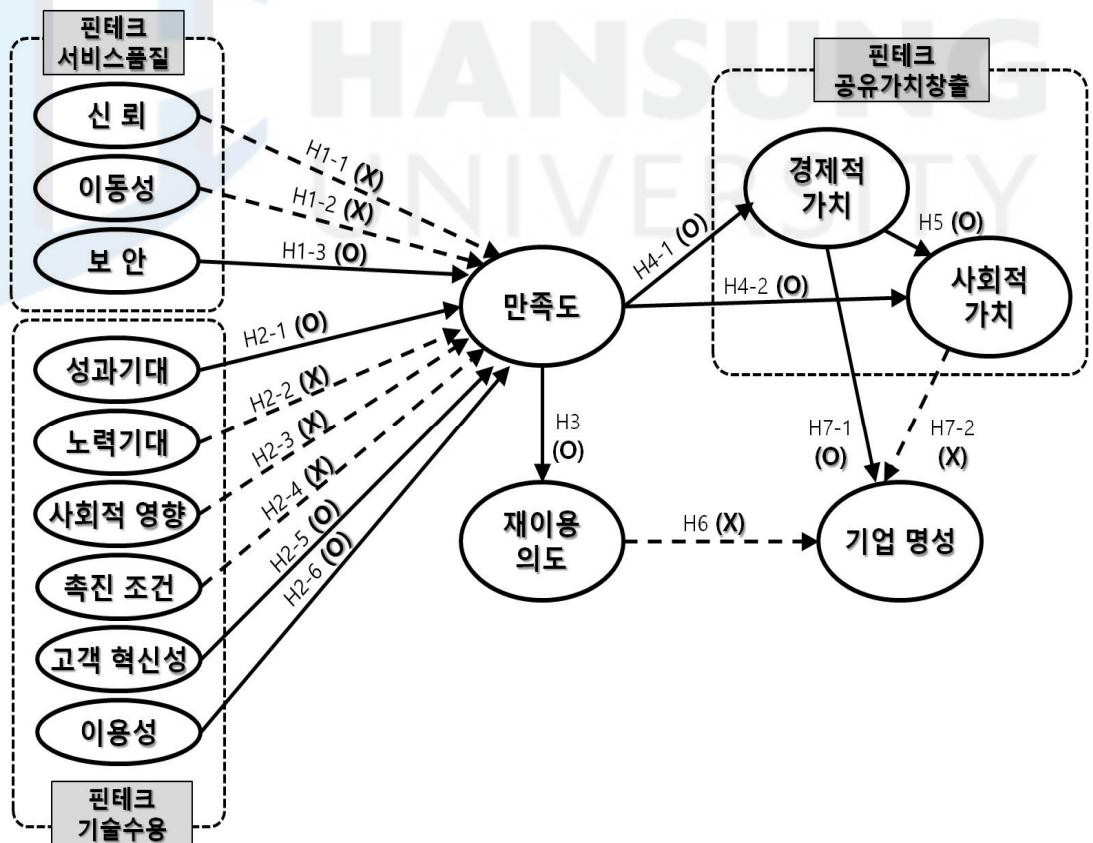 HANSUNG
UNIVERSITY
핀테크
서비스품질
신 뢰
이동성
보 안
H1-1 (X)
H1-2 (X)
H1-3 (O)
성과기대
노력기대
사회적 영향
촉진 조건
고객 혁신성
이용성
핀테크
기술수용
H2-1 (O)
H2-2 (X)
H2-3 (X)
H2-4 (X)
H2-5 (O)
H2-6 (O)
만족도
H3
(O)
재이용
의도
H4-1 (O)
H4-2 (O)
핀테크
공유가치창출
경제적
가치
H5 (O)
사회적
가치
H7-1
(O)
H7-2
(X)
H6 (X)
기업 명성